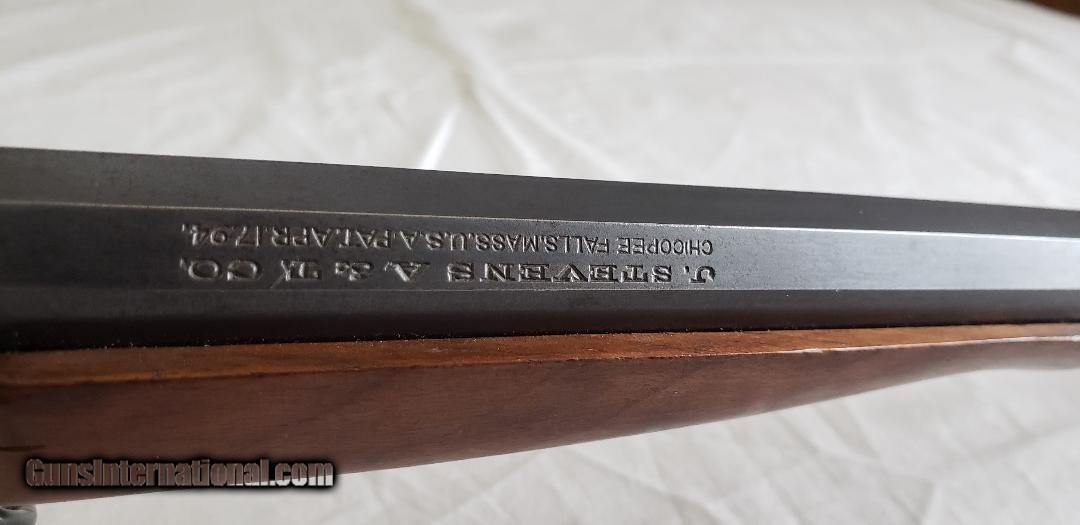 J. STEVENS A. & T. CO.
CHICOPEE FALLS.MASS.U.S.A.PAT.APR.17.94.
GunsInternational.com